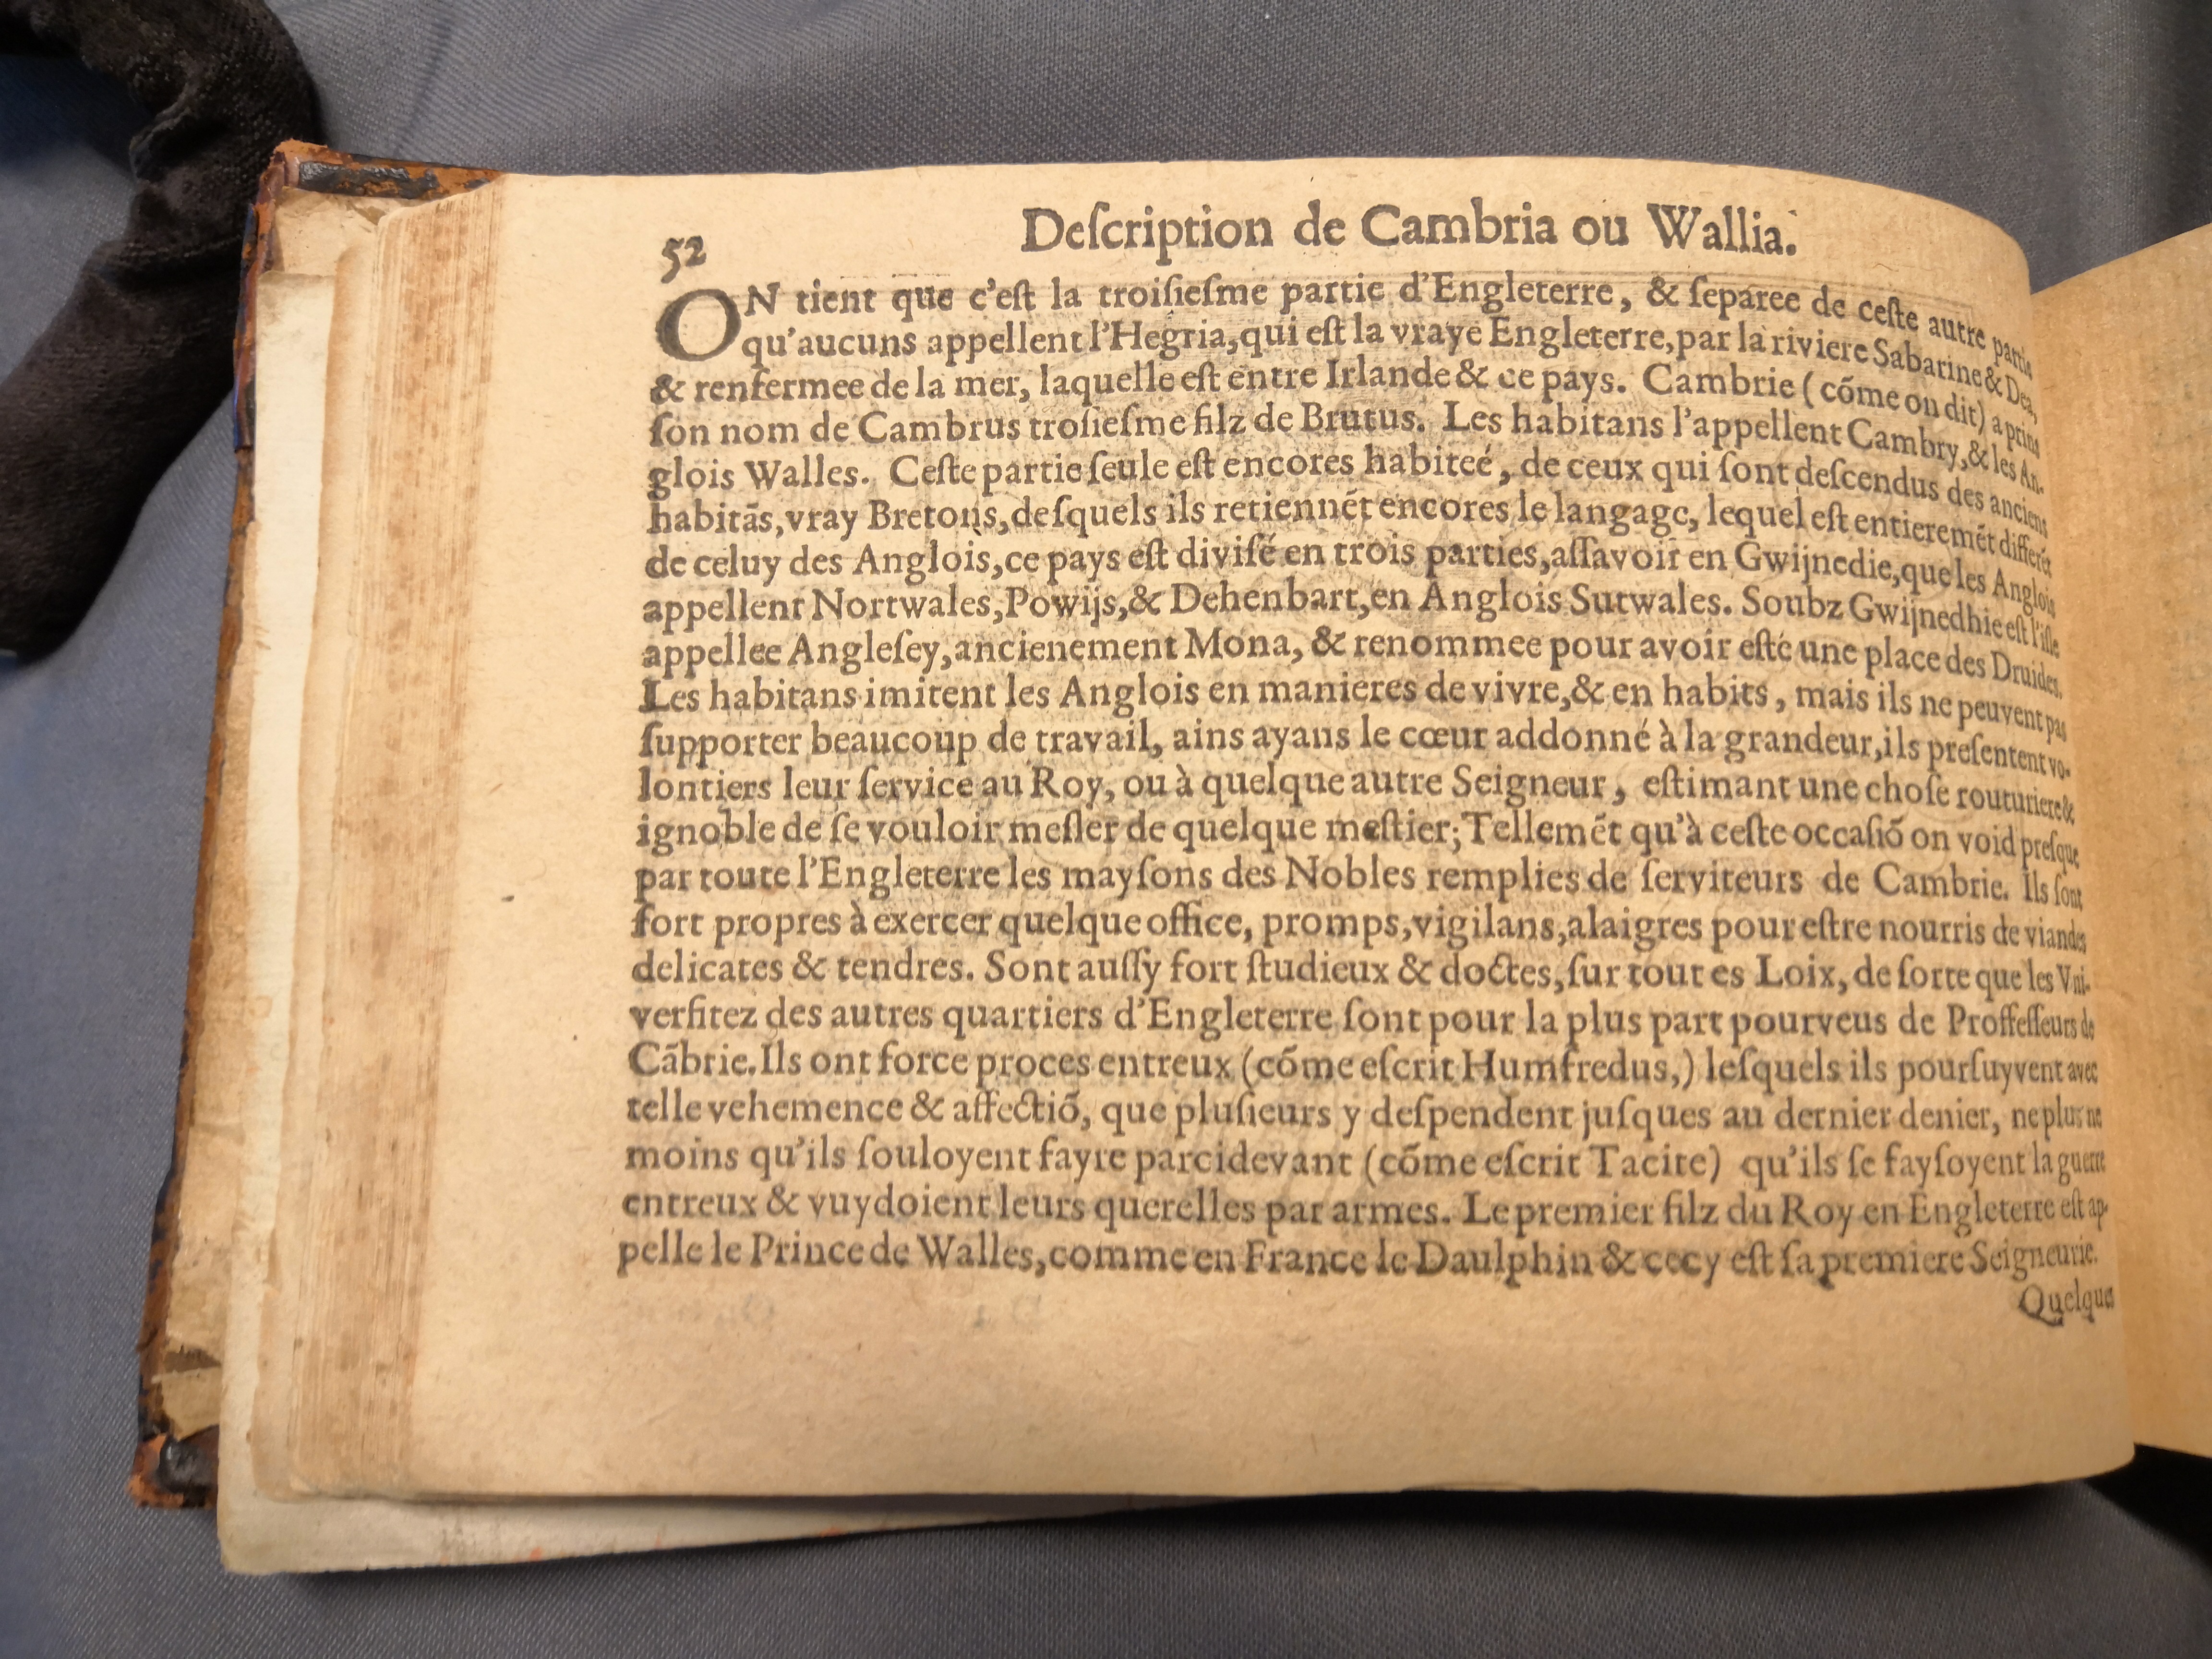 52
Deſcription de Cambria ou Wallia.
ON tient que c'eſt la troiſieſme partie d'Engleterre, & ſeparee de ceſte autre partie
qu'aucuns appellent l'Hegria, qui eſt la vraye Engleterre, par la riviere Sabarine & Dea,
& renfermee de la mer, laquelle eſt entre Irlande & ce pays. Cambrie ( cõme on dit) a prins
ſon nom de Cambrus troſieſme filz de Brutus. Les habitans l'appellent Cambry, & les An-
glois Walles. Ceſte partie ſeule eſt encores habiteé, de ceux qui ſont deſcendus des anciens
habitãs, vray Bretons, deſquels ils retiennẽt encores le langage, lequel eſt entieremẽt differẽt
de celuy des Anglois, ce pays eſt diviſé en trois parties, aſſavoir en Gwijnedie, que les Anglois
appellent Nortwales, Powijs, & Dehenbart, en Anglois Sutwales. Soubz Gwijnedhie eſt l'iſle
appellee Angleſey, ancienement Mona, & renommee pour avoir eſté une place des Druides.
Les habitans imitent les Anglois en manieres de vivre, & en habits, mais ils ne peuvent pas
ſupporter beaucoup de travail, ains ayans le cœur addonné à la grandeur, ils preſentent vo-
lontiers leur ſervice au Roy, ou à quelque autre Seigneur, eſtimant une choſe routuriere &
ignoble de ſe vouloir meſler de quelque meſtier; Tellemẽt qu'à ceſte occaſiõ on void preſque
par toute l'Engleterre les mayſons des Nobles remplies de ſerviteurs de Cambrie. Ils ſont
fort propres à exercer quelque office, promps, vigilans, alaigres pour eſtre nourris de viandes
delicates & tendres. Sont auſſy fort ſtudieux & doctes, ſur tout es Loix, de ſorte que les Vni-
verſitez des autres quartiers d'Engleterre ſont pour la plus part pourveus de Proffeſſeurs de
Cãbrie. Ils ont force proces entreux (cõme eſcrit Humfredus,) leſquels ils pourſuyvent avec
telle vehemence & affectiõ, que pluſieurs y deſpendent juſques au dernier denier, ne plus ne
moins qu'ils ſouloyent fayre parcidevant (cõme eſcrit Tacite) qu'ils ſe fayſoyent la guerre
entreux & vuydoient leurs querelles par armes. Le premier filz du Roy en Engleterre eſt ap-
pelle le Prince de Walles, comme en France le Daulphin & cecy eſt ſa premiere Seigneurie.
Quelques